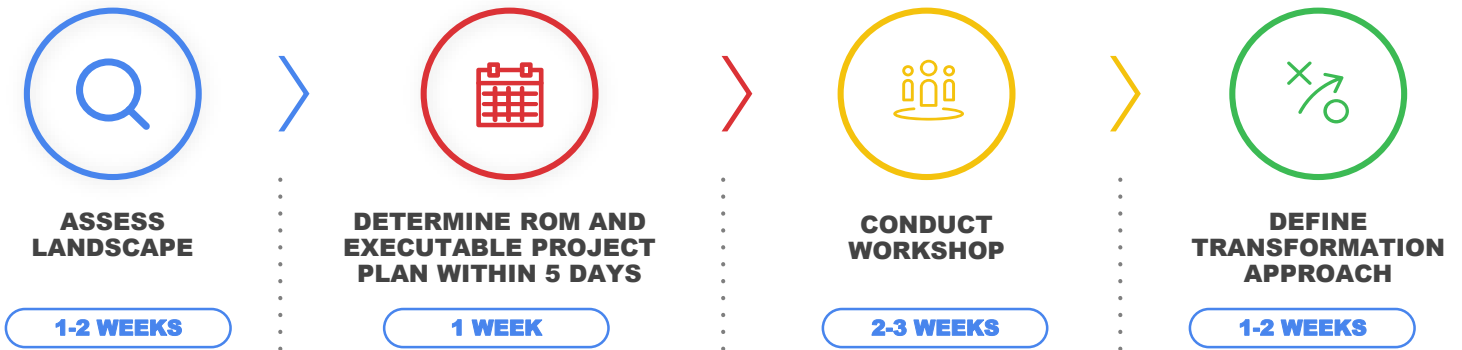 ASSESS
LANDSCAPE
1-2 WEEKS
DETERMINE ROM AND
EXECUTABLE PROJECT
PLAN WITHIN 5 DAYS
1 WEEK
CONDUCT
WORKSHOP
2-3 WEEKS
DEFINE
TRANSFORMATION
APPROACH
1-2 WEEKS